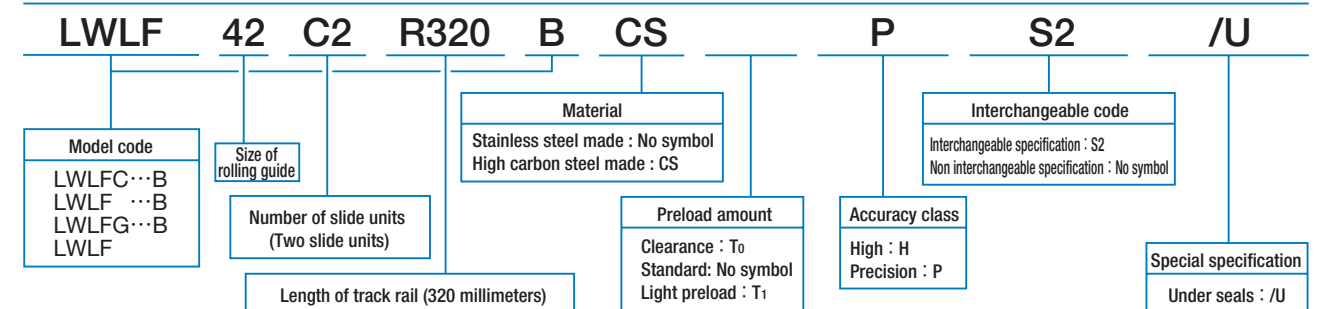 LWLF 42 C2 R320 B CS P S2 /U
Model code
LWLFC…B
LWLF …B
LWLFG…B
LWLF
Size of
rolling guide
Number of slide units
(Two slide units)
Length of track rail (320 millimeters)
Material
Stainless steel made : No symbol
High carbon steel made : CS
Preload amount
Clearance : T0
Standard: No symbol
Light preload : T1
Accuracy class
High : H
Precision : P
Interchangeable code
Interchangeable specification : S2
Non interchangeable specification : No symbol
Special specification
Under seals : /U